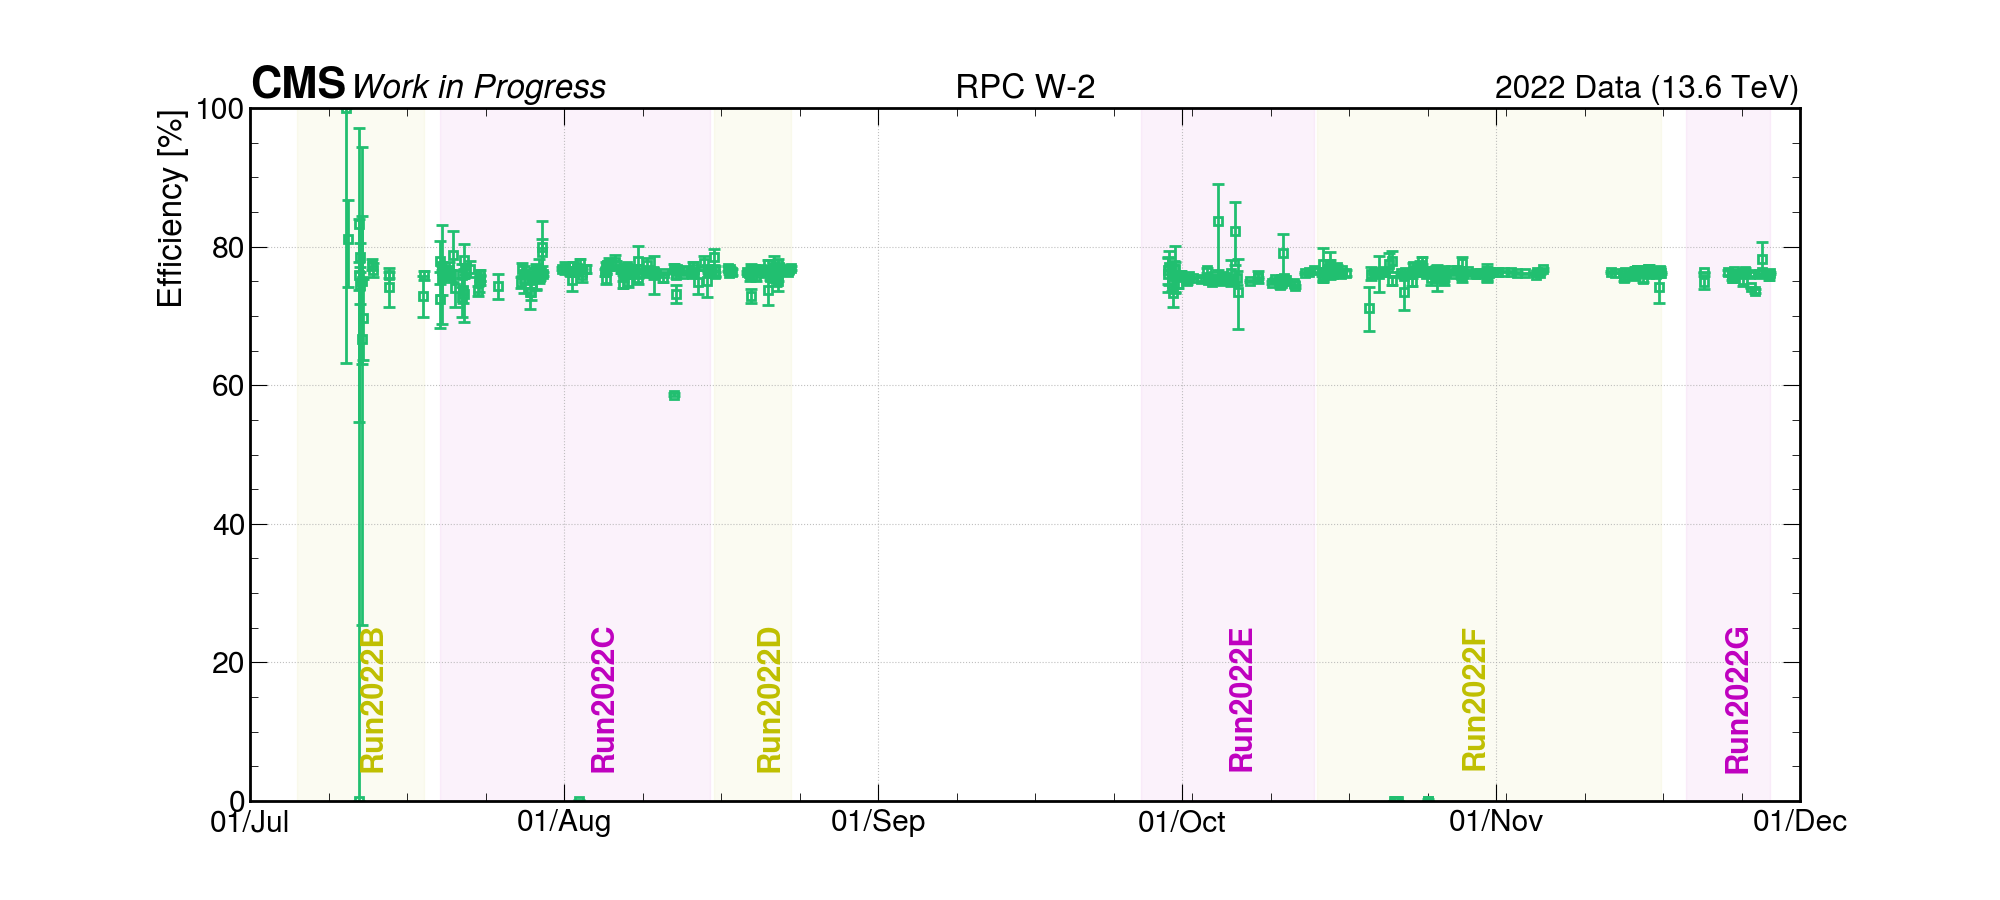 CMS Work in Progress RPC W-2 2022 Data (13.6 TeV)
Efficiency [%]
100
80
60
40
20
0
Run2022B Run2022C Run2022D Run2022E Run2022F Run2022G
01/Jul 01/Aug 01/Sep 01/Oct 01/Nov 01/Dec